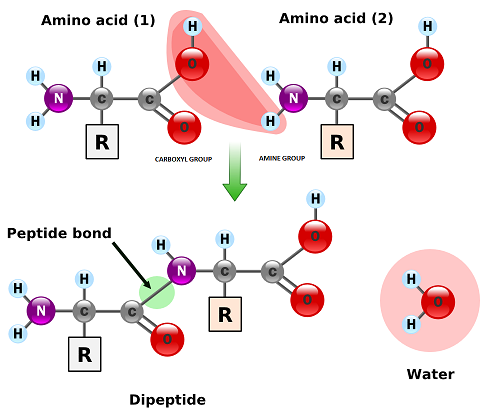 Amino acid (1)
Amino acid (2)
H
O
H
O
H
H
N
C
C
O
R
H
H
H
N
C
C
O
R
H
CARBOXYL GROUP
AMINE GROUP
Peptide bond
H
N
H
H
C
C
O
R
H
N
H
C
C
O
H
O
R
H
O
H
Dipeptide
Water